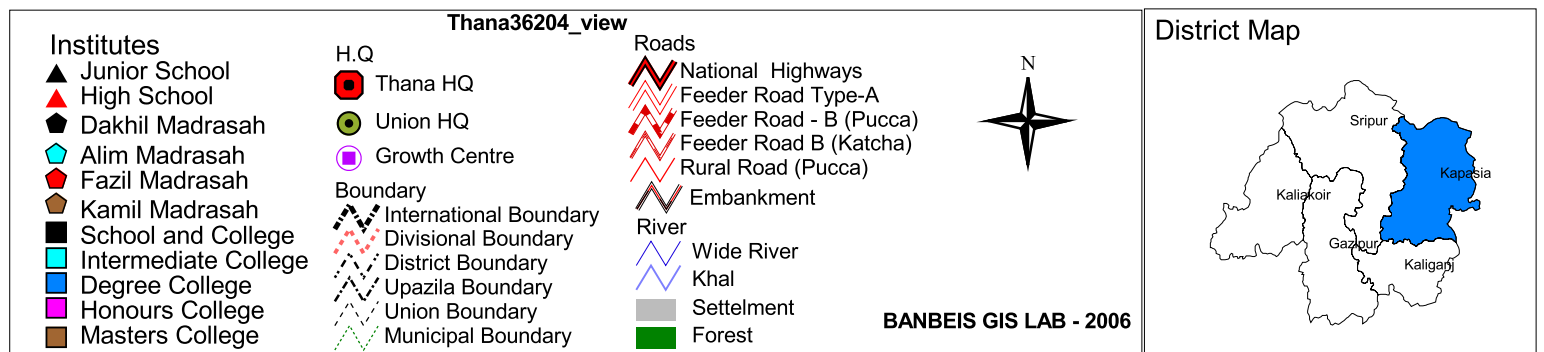 Thana36204_view
Institutes
Junior School
High School
Dakhil Madrasah
Alim Madrasah
Fazil Madrasah
Kamil Madrasah
School and College
Intermediate College
Degree College
Honours College
Masters College
H.Q
Thana HQ
Union HQ
Growth Centre
Boundary
International Boundary
Divisional Boundary
District Boundary
Upazila Boundary
Union Boundary
Municipal Boundary
Roads
National Highways
Feeder Road Type-A
Feeder Road - B (Pucca)
Feeder Road B (Katcha)
Rural Road (Pucca)
Embankment
River
Wide River
Khal
Settelment
Forest
N
BANBEIS GIS LAB - 2006
District Map
Sripur
Kapasia
Kaliakoir
Gazipur
Kaliganj